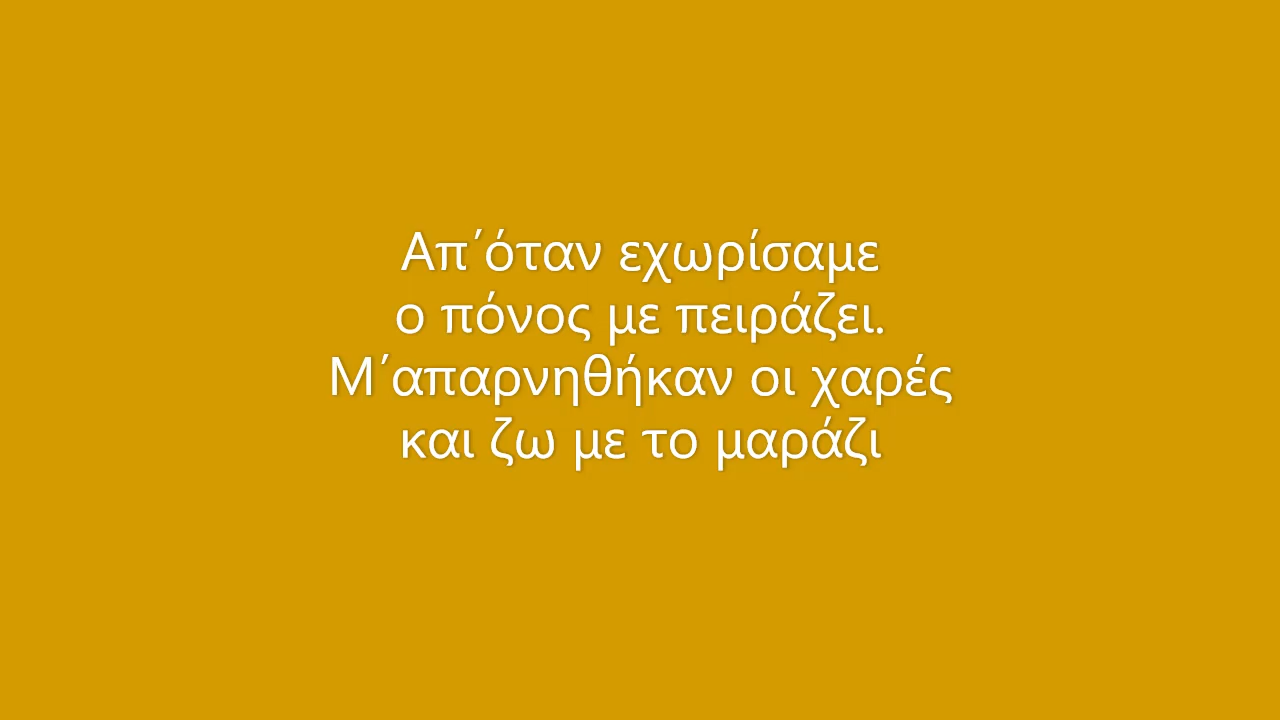 Απ΄όταν εχωρίσαμε
ο πόνος με πειράζει.
Μ΄απαρνηθήκαν οι χαρές
και ζω με το μαράζι